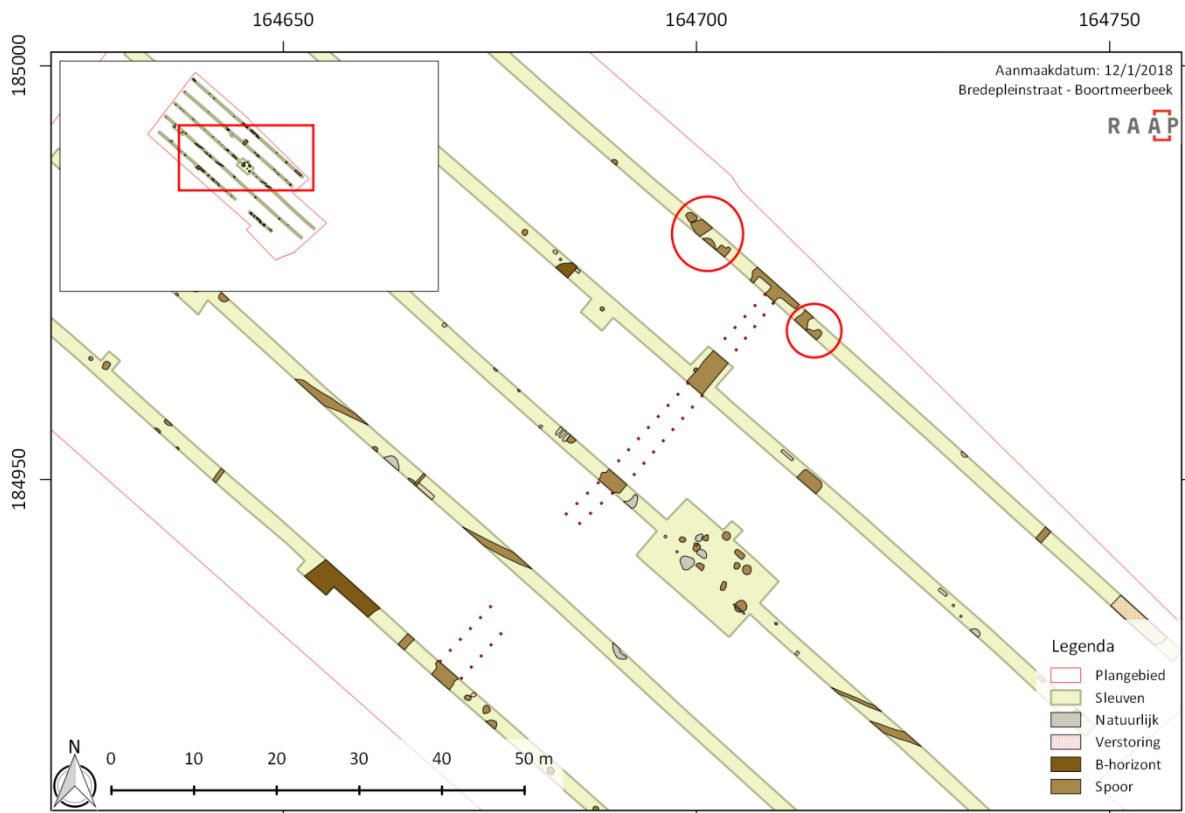 164650
164700
164750
185000
184950
Aanmaakdatum: 12/1/2018
Bredepleinstraat - Boortmeerbeek
RAAP
Legenda
Plangebied
Sleuven
Natuurlijk
Verstoring
B-horizont
Spoor
N
0 10 20 30 40 50 m